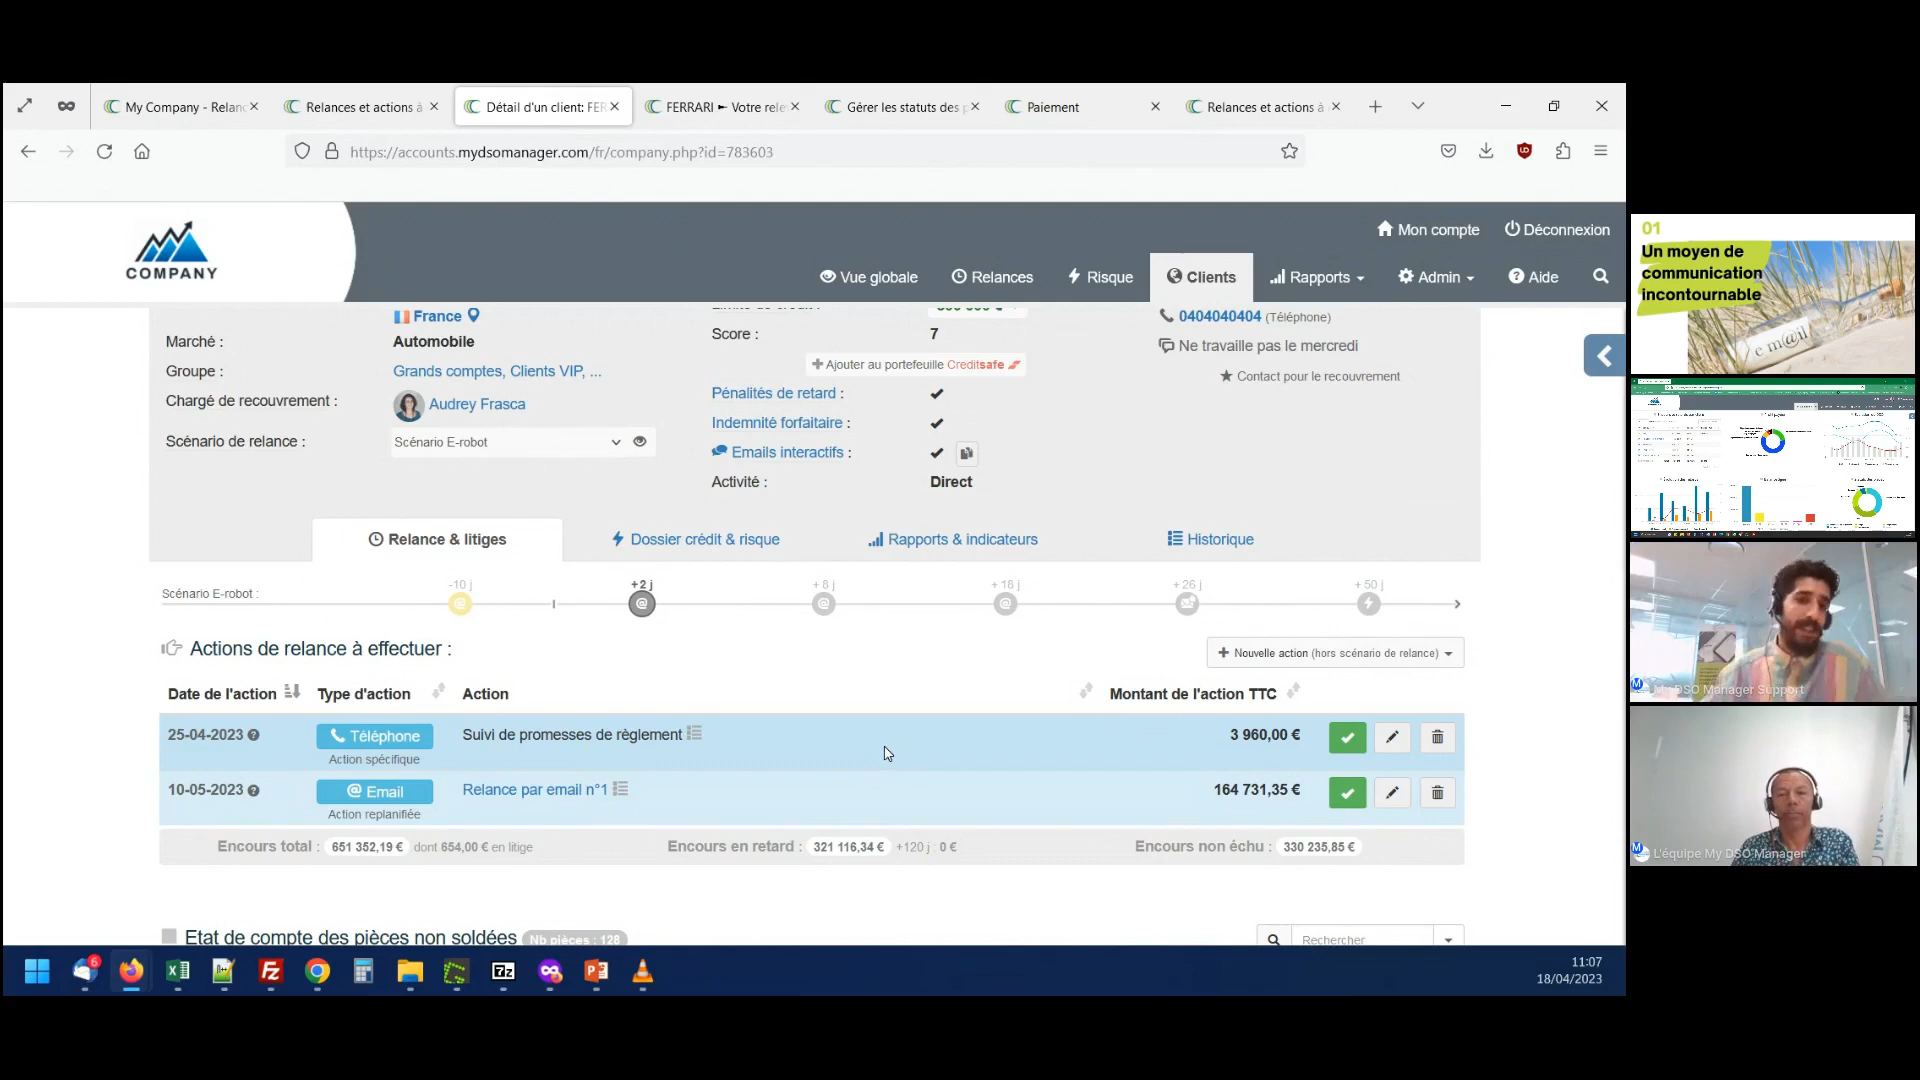 My Company - Relanc
Relances et actions à
Détail d'un client: FER
FERRARI ► Votre rele
Gérer les statuts des p
Paiement
Relances et actions à
https://accounts.mydsomanager.com/fr/company.php?id=783603
COMPANY
Mon compte
Déconnexion
Vue globale
Relances
Risque
Clients
Rapports
Admin
Aide
France
Marché :
Automobile
Groupe :
Grands comptes, Clients VIP, ...
Chargé de recouvrement :
Audrey Frasca
Scénario de relance :
Scénario E-robot
Score :
7
Ajouter au portefeuille Creditsafe
Pénalités de retard :
Indemnité forfaitaire :
Emails interactifs :
Activité :
Direct
0404040404 (Téléphone)
Ne travaille pas le mercredi
Contact pour le recouvrement
Relance & litiges
Dossier crédit & risque
Rapports & indicateurs
Historique
Scénario E-robot :
-10 j
+2 j
+ 8 j
+ 18 j
+ 26 j
+ 50 j
Actions de relance à effectuer :
Nouvelle action (hors scénario de relance)
Date de l'action
Type d'action
Action
Montant de l'action TTC
25-04-2023
Téléphone
Action spécifique
Suivi de promesses de règlement
3 960,00 €
10-05-2023
@ Email
Action replanifiée
Relance par email n°1
164 731,35 €
Encours total : 651 352,19 € dont 654,00 € en litige
Encours en retard : 321 116,34 € +120 j : 0 €
Encours non échu : 330 235,85 €
Etat de compte des pièces non soldées
Nb pièces : 128
Rechercher
11:07
18/04/2023
01
Un moyen de
communication
incontournable
e m@il
My DSO Manager Support
L'équipe My DSO Manager